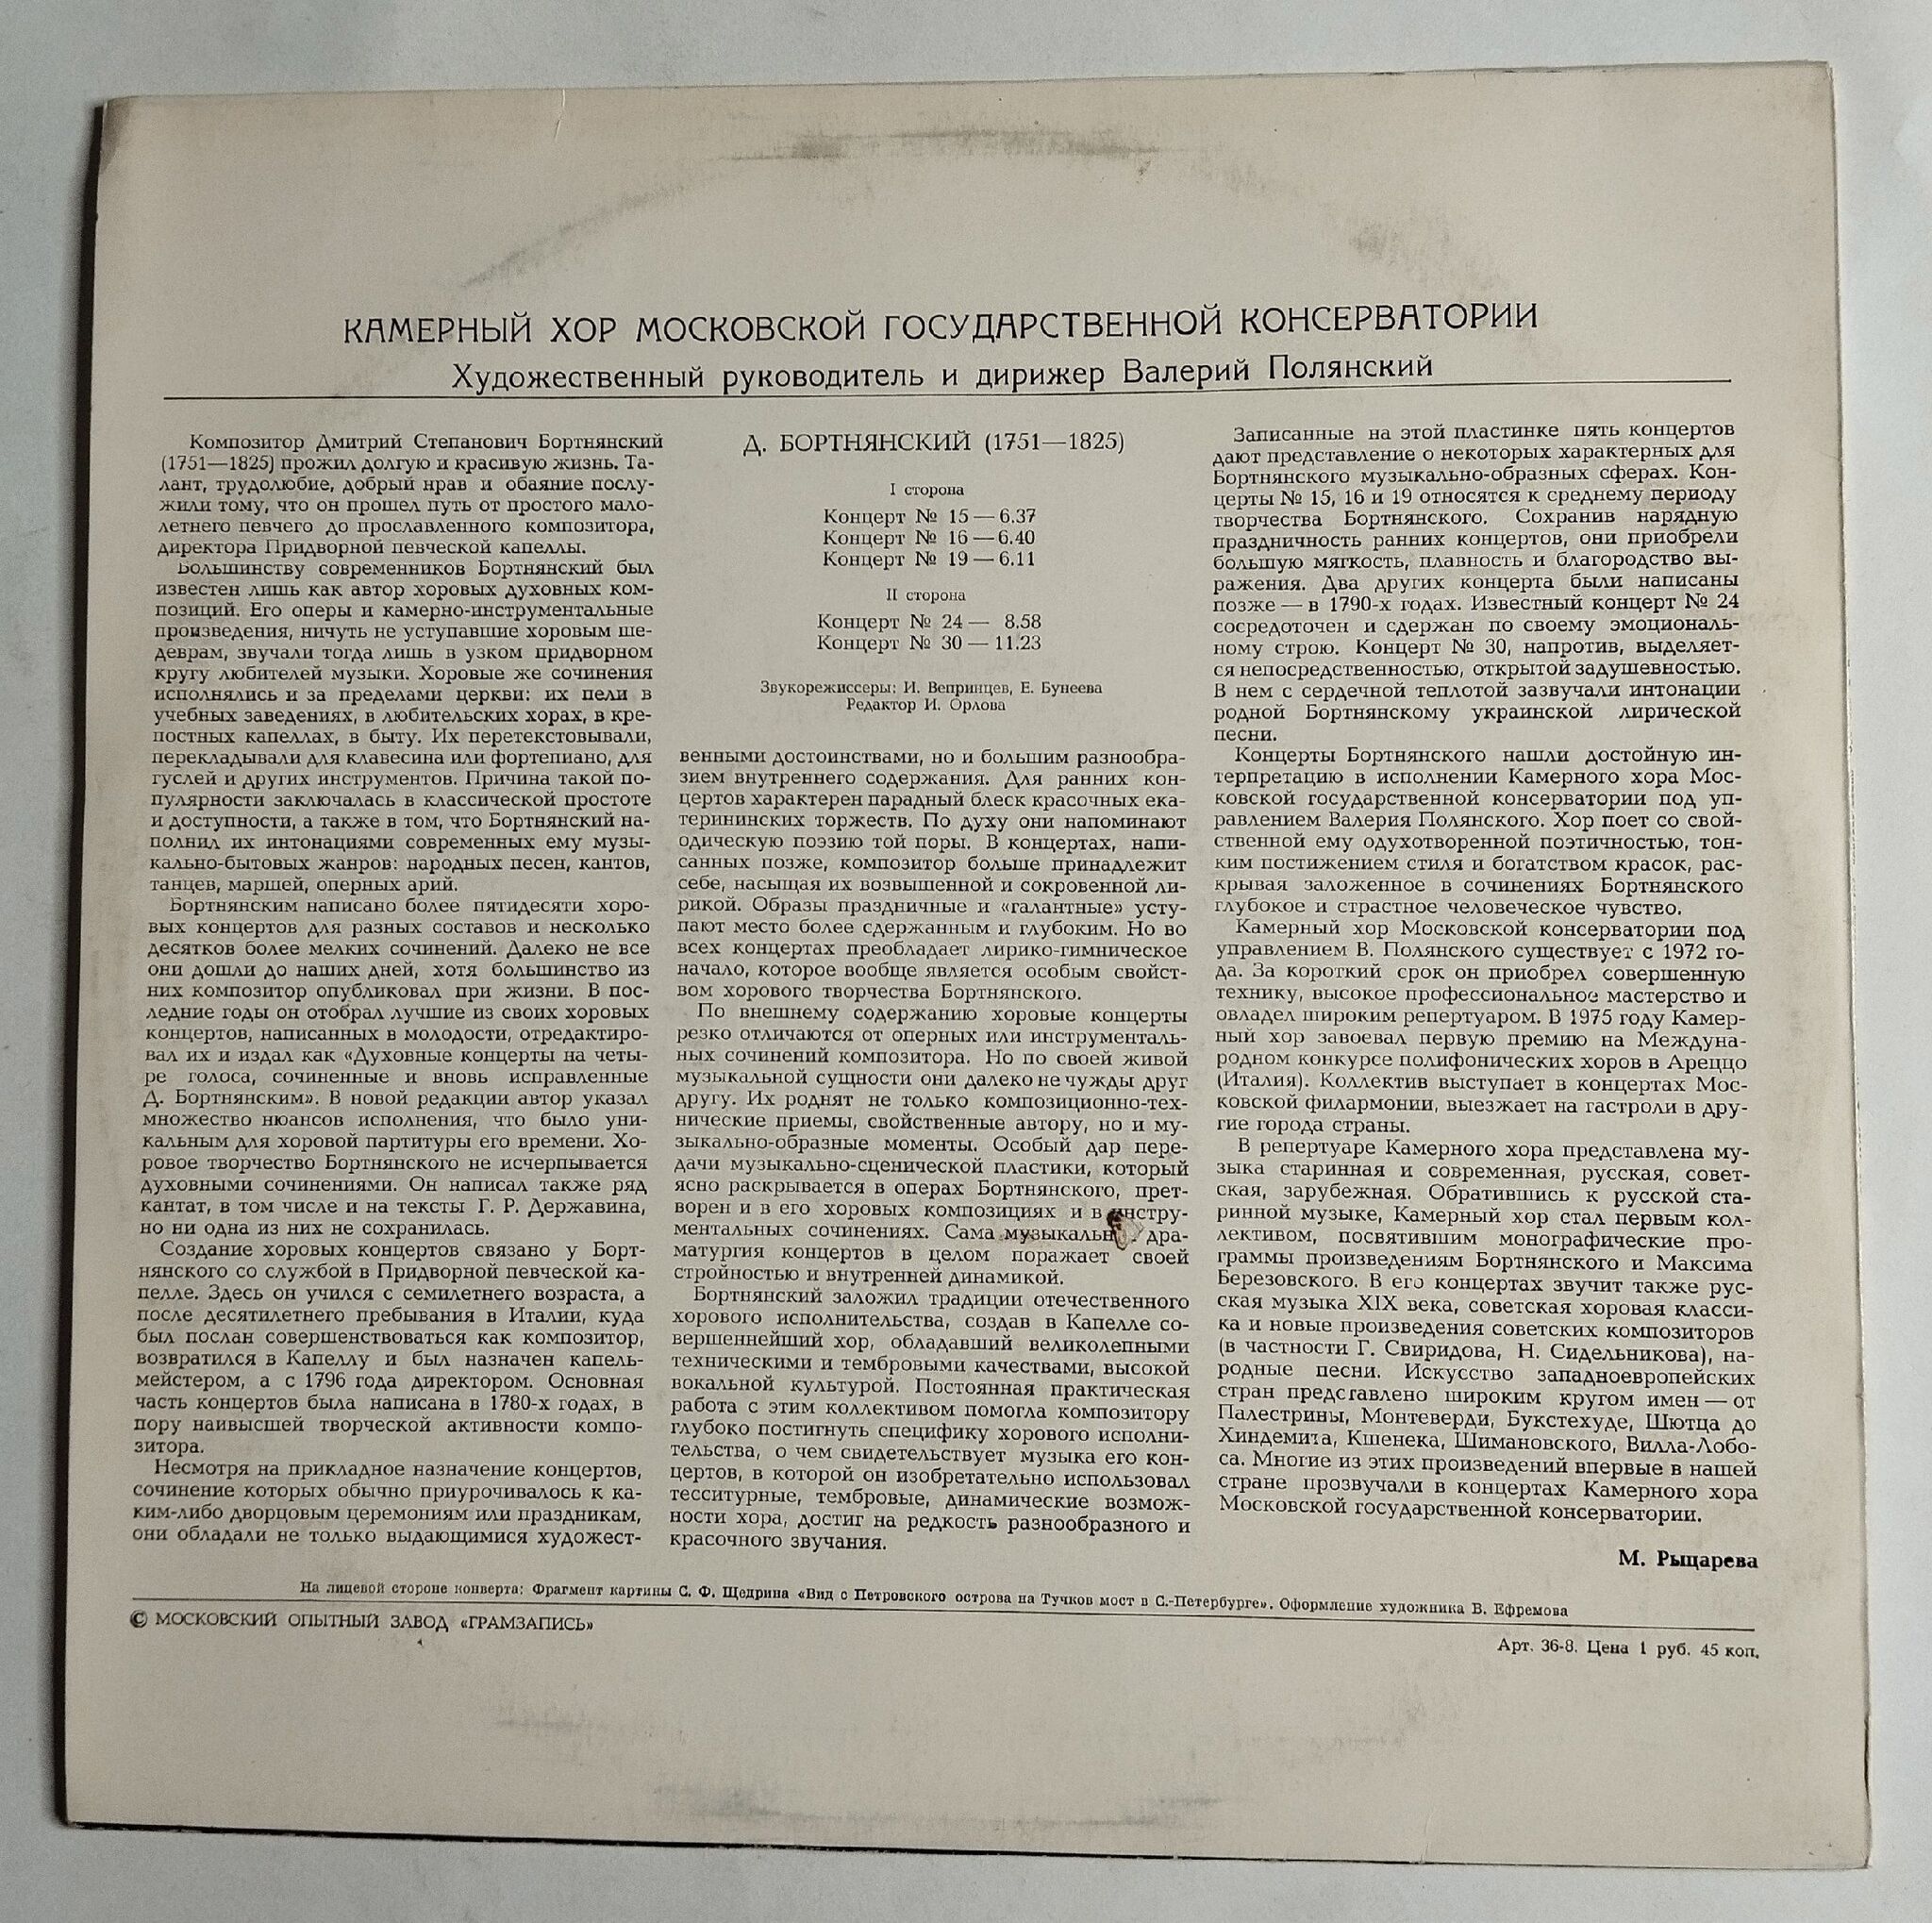 КАМЕРНЫЙ ХОР МОСКОВСКОЙ ГОСУДАРСТВЕННОЙ КОНСЕРВАТОРИИ
Художественный руководитель и дирижер Валерий Полянский
Композитор Дмитрий Степанович Бортнянский
(1751—1825) прожил долгую и красивую жизнь. Та-
лант, трудолюбие, добрый нрав и обаяние послу-
жили тому, что он прошел путь от простого мало-
летнего певчего до прославленного композитора,
директора Придворной певческой капеллы.
Большинству современников Бортнянский был
известен лишь как автор хоровых духовных ком-
позиций. Его оперы и камерно-инструментальные
произведения, ничуть не уступавшие хоровым ше-
деврам, звучали тогда лишь в узком придворном
кругу любителей музыки. Хоровые же сочинения
исполнялись и за пределами церкви: их пели в
учебных заведениях, в любительских хорах, в кре-
постных капеллах, в быту. Их перетекстовывали,
перекладывали для клавесина или фортепиано, для
гуслей и других инструментов. Причина такой по-
пулярности заключалась в классической простоте
и доступности, а также в том, что Бортнянский на-
полнил их интонациями современных ему музы-
кально-бытовых жанров: народных песен, кантов,
танцев, маршей, оперных арий.
Бортнянским написано более пятидесяти хоро-
вых концертов для разных составов и несколько
десятков более мелких сочинений. Далеко не все
они дошли до наших дней, хотя большинство из
них композитор опубликовал при жизни. В пос-
ледние годы он отобрал лучшие из своих хоровых
концертов, написанных в молодости, отредактиро-
вал их и издал как «Духовные концерты на четы-
ре голоса, сочиненные и вновь исправленные
Д. Бортнянским». В новой редакции автор указал
множество нюансов исполнения, что было уни-
кальным для хоровой партитуры его времени. Хо-
ровое творчество Бортнянского не исчерпывается
духовными сочинениями. Он написал также ряд
кантат, в том числе и на тексты Г. Р. Державина,
но ни одна из них не сохранилась.
Создание хоровых концертов связано у Борт-
нянского со службой в Придворной певческой ка-
пелле. Здесь он учился с семилетнего возраста, а
после десятилетнего пребывания в Италии, куда
был послан совершенствоваться как композитор,
возвратился в Капеллу и был назначен капель-
мейстером, а с 1796 года директором. Основная
часть концертов была написана в 1780-х годах, в
пору наивысшей творческой активности компо-
зитора.
Несмотря на прикладное назначение концертов,
сочинение которых обычно приурочивалось к ка-
ким-либо дворцовым церемониям или праздникам,
они обладали не только выдающимися художест-
Д. БОРТНЯНСКИЙ (1751—1825)
I сторона
Концерт № 15 — 6.37
Концерт № 16 — 6.40
Концерт № 19 — 6.11
II сторона
Концерт № 24 — 8.58
Концерт № 30 — 11.23
Звукорежиссеры: И. Вепринцев, Е. Бунеева
Редактор И. Орлова
венными достоинствами, но и большим разнообра-
зием внутреннего содержания. Для ранних кон-
цертов характерен парадный блеск красочных ека-
терининских торжеств. По духу они напоминают
одическую поэзию той поры. В концертах, напи-
санных позже, композитор больше принадлежит
себе, насыщая их возвышенной и сокровенной ли-
рикой. Образы праздничные и «галантные» усту-
пают место более сдержанным и глубоким. Но во
всех концертах преобладает лирико-гимническое
начало, которое вообще является особым свойст-
вом хорового творчества Бортнянского.
По внешнему содержанию хоровые концерты
резко отличаются от оперных или инструменталь-
ных сочинений композитора. Но по своей живой
музыкальной сущности они далеко не чужды друг
другу. Их роднят не только композиционно-тех-
нические приемы, свойственные автору, но и му-
зыкально-образные моменты. Особый дар пере-
дачи музыкально-сценической пластики, который
ясно раскрывается в операх Бортнянского, прет-
ворен и в его хоровых композициях и в инстру-
ментальных сочинениях. Сама дра-
матургия концертов в целом поражает своей
стройностью и внутренней динамикой.
Бортнянский заложил традиции отечественного
хорового исполнительства, создав в Капелле со-
вершеннейший хор, обладавший великолепными
техническими и тембровыми качествами, высокой
вокальной культурой. Постоянная практическая
работа с этим коллективом помогла композитору
глубоко постигнуть специфику хорового исполни-
тельства, о чем свидетельствует музыка его кон-
цертов, в которой он изобретательно использовал
тесситурные, тембровые, динамические возмож-
ности хора, достиг на редкость разнообразного и
красочного звучания.
Записанные на этой пластинке пять концертов
дают представление о некоторых характерных для
Бортнянского музыкально-образных сферах. Кон-
церты № 15, 16 и 19 относятся к среднему периоду
творчества Бортнянского. Сохранив нарядную
праздничность ранних концертов, они приобрели
большую мягкость, плавность и благородство вы-
ражения. Два других концерта были написаны
позже — в 1790-х годах. Известный концерт № 24
сосредоточен и сдержан по своему эмоциональ-
ному строю. Концерт № 30, напротив, выделяет-
ся непосредственностью, открытой задушевностью.
В нем с сердечной теплотой зазвучали интонации
родной Бортнянскому украинской лирической
песни.
Концерты Бортнянского нашли достойную ин-
терпретацию в исполнении Камерного хора Мос-
ковской государственной консерватории под уп-
равлением Валерия Полянского. Хор поет со свой-
ственной ему одухотворенной поэтичностью, тон-
ким постижением стиля и богатством красок, рас-
крывая заложенное в сочинениях Бортнянского
глубокое и страстное человеческое чувство.
Камерный хор Московской консерватории под
управлением В. Полянского существует с 1972 го-
да. За короткий срок он приобрел совершенную
технику, высокое профессиональное мастерство и
овладел широким репертуаром. В 1975 году Камер-
ный хор завоевал первую премию на Междуна-
родном конкурсе полифонических хоров в Ареццо
(Италия). Коллектив выступает в концертах Мос-
ковской филармонии, выезжает на гастроли в дру-
гие города страны.
В репертуаре Камерного хора представлена му-
зыка старинная и современная, русская, совет-
ская, зарубежная. Обратившись к русской ста-
ринной музыке, Камерный хор стал первым кол-
лективом, посвятившим монографические про-
граммы произведениям Бортнянского и Максима
Березовского. В его концертах звучит также рус-
ская музыка XIX века, советская хоровая класси-
ка и новые произведения советских композиторов
(в частности Г. Свиридова, Н. Сидельникова), на-
родные песни. Искусство западноевропейских
стран представлено широким кругом имен — от
Палестрины, Монтеверди, Букстехуде, Шютца до
Хиндемита, Кшенека, Шимановского, Вилла-Лобо-
са. Многие из этих произведений впервые в нашей
стране прозвучали в концертах Камерного хора
Московской государственной консерватории.
М. Рыцарева
На лицевой стороне конверта: Фрагмент картины С. Ф. Щедрина «Вид с Петровского острова на Тучков мост в С.-Петербурге». Оформление художника В. Ефремова
© МОСКОВСКИЙ ОПЫТНЫЙ ЗАВОД «ГРАМЗАПИСЬ»
Арт. 36-8. Цена 1 руб. 45 коп.